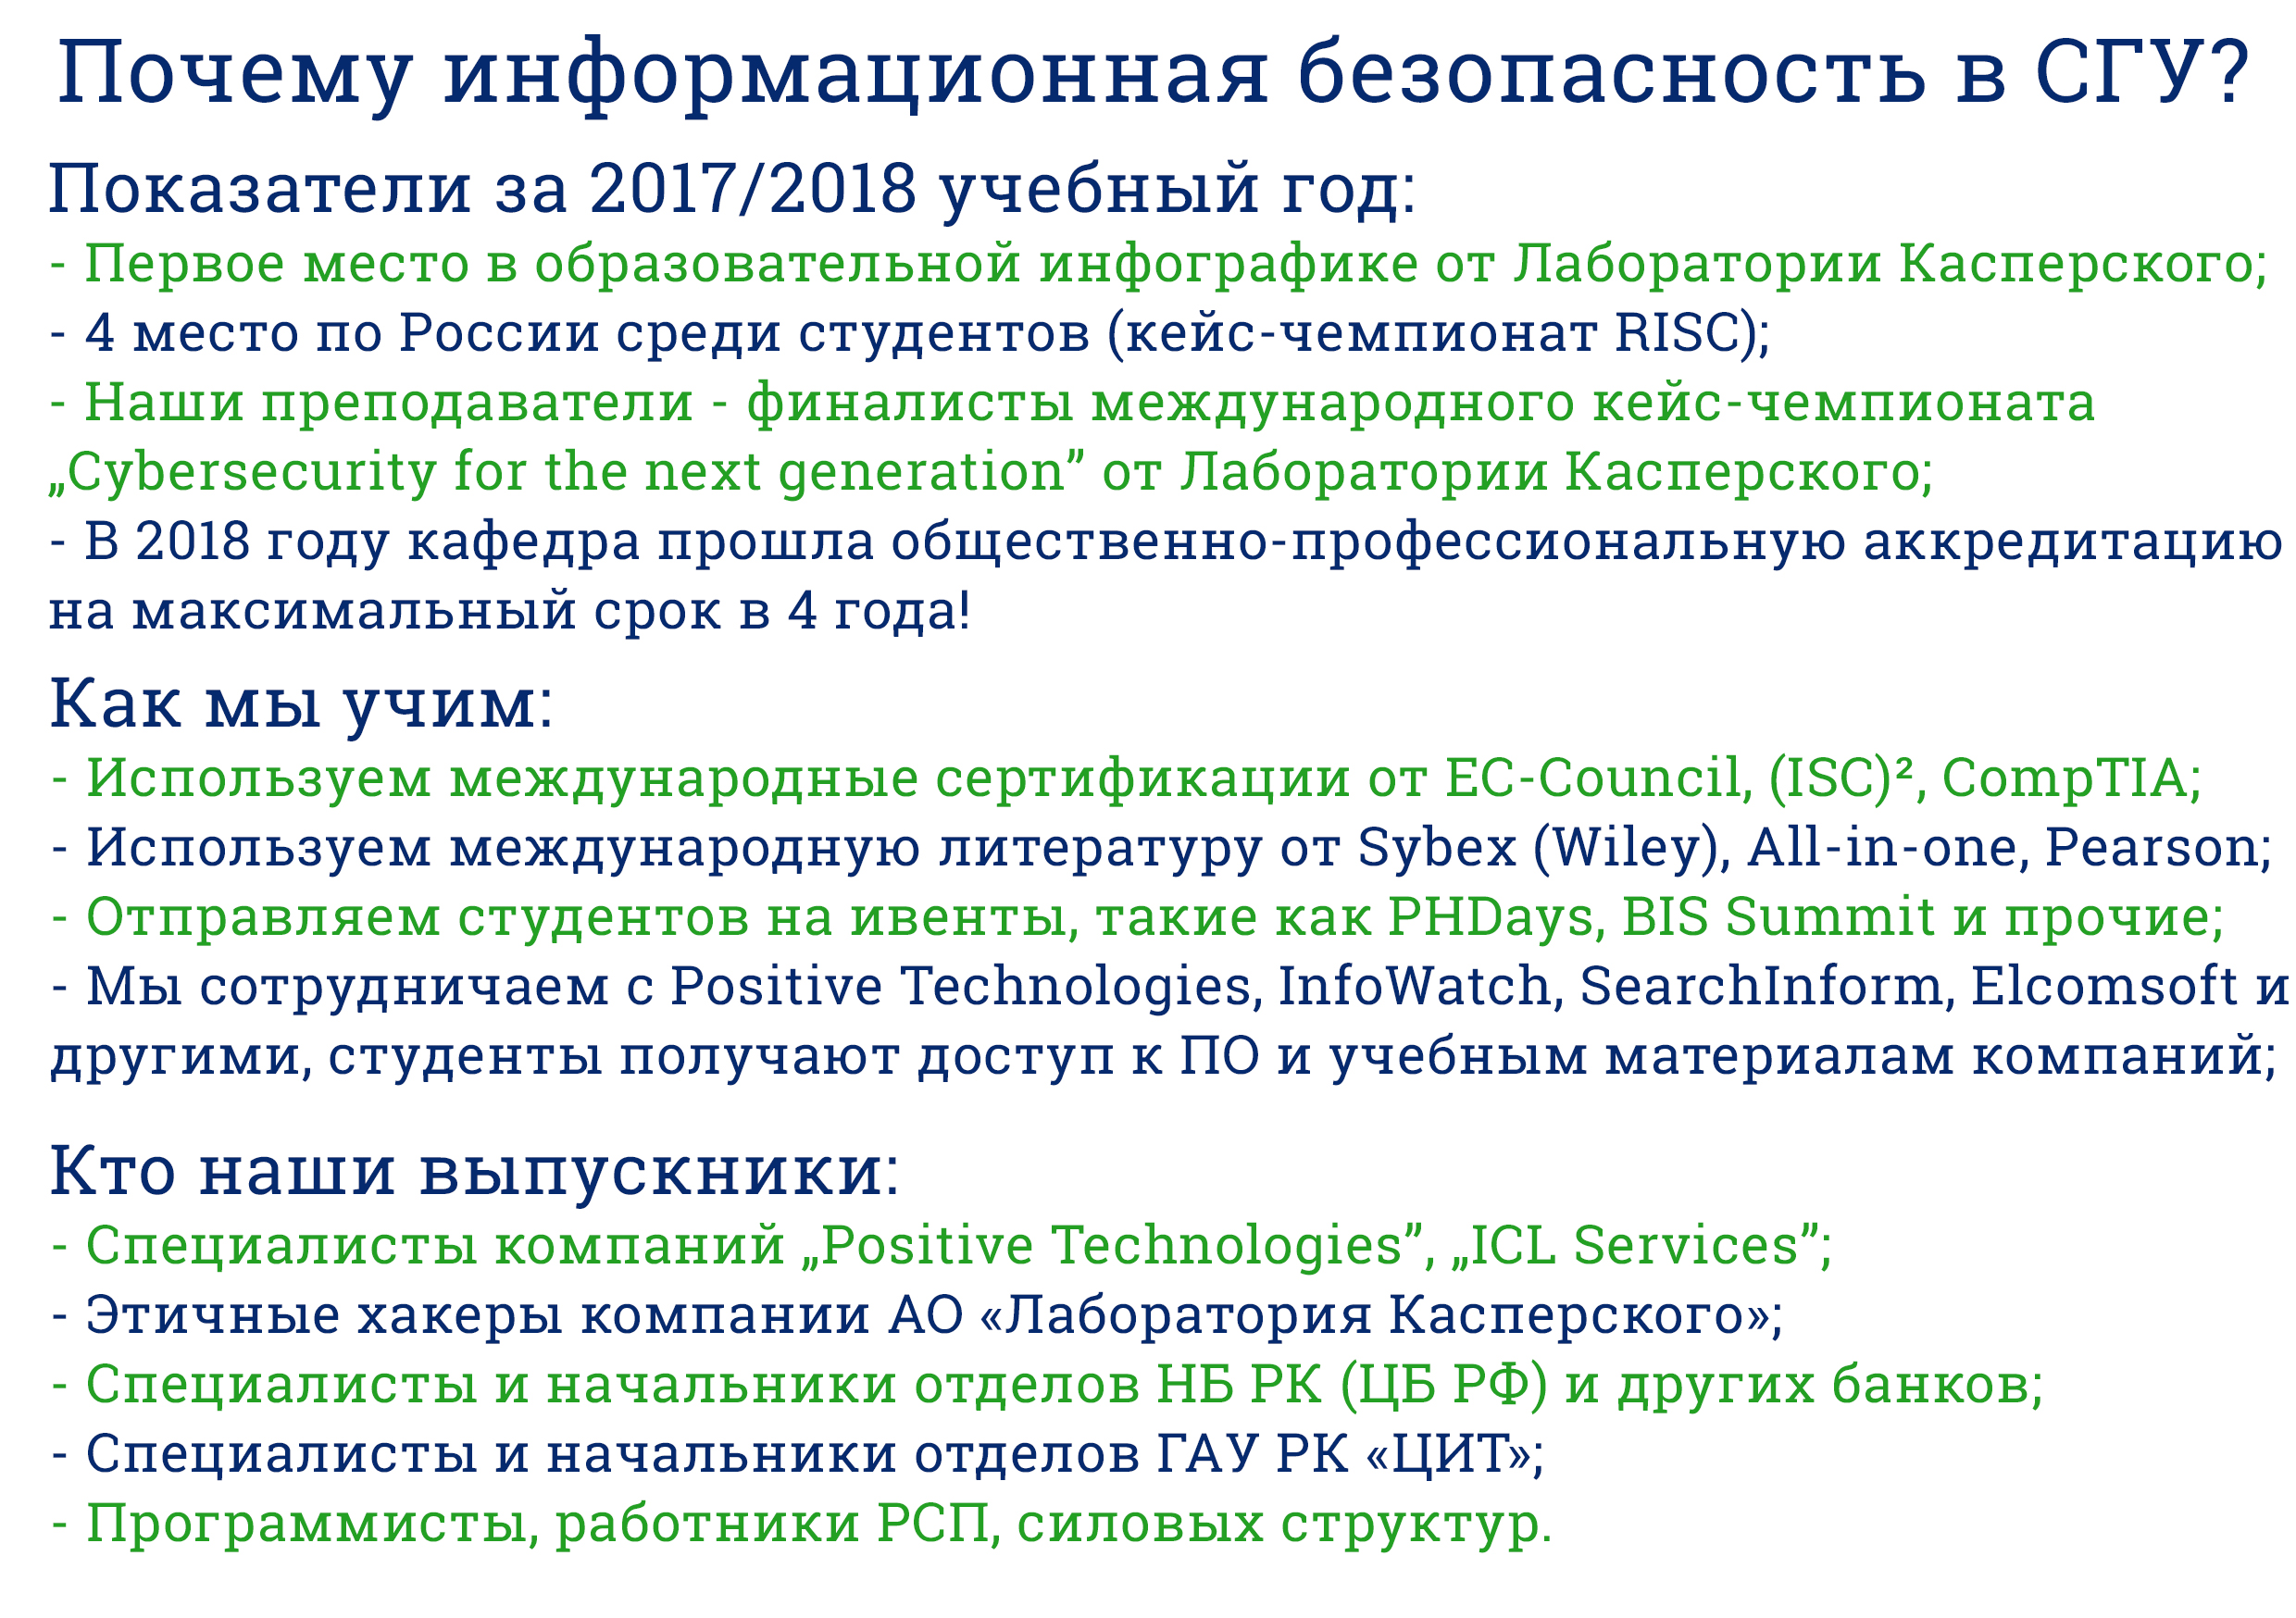 Почему информационная безопасность в СГУ?
Показатели за 2017/2018 учебный год:
- Первое место в образовательной инфографике от Лаборатории Касперского;
- 4 место по России среди студентов (кейс-чемпионат RISC);
- Наши преподаватели - финалисты международного кейс-чемпионата
„Cybersecurity for the next generation” от Лаборатории Касперского;
- В 2018 году кафедра прошла общественно-профессиональную аккредитацию
на максимальный срок в 4 года!
Как мы учим:
- Используем международные сертификации от EC-Council, (ISC)², CompTIA;
- Используем международную литературу от Sybex (Wiley), All-in-one, Pearson;
- Отправляем студентов на ивенты, такие как PHDays, BIS Summit и прочие;
- Мы сотрудничаем с Positive Technologies, InfoWatch, SearchInform, Elcomsoft и
другими, студенты получают доступ к ПО и учебным материалам компаний;
Кто наши выпускники:
- Специалисты компаний „Positive Technologies”, „ICL Services”;
- Этичные хакеры компании АО «Лаборатория Касперского»;
- Специалисты и начальники отделов НБ РК (ЦБ РФ) и других банков;
- Специалисты и начальники отделов ГАУ РК «ЦИТ»;
- Программисты, работники РСП, силовых структур.